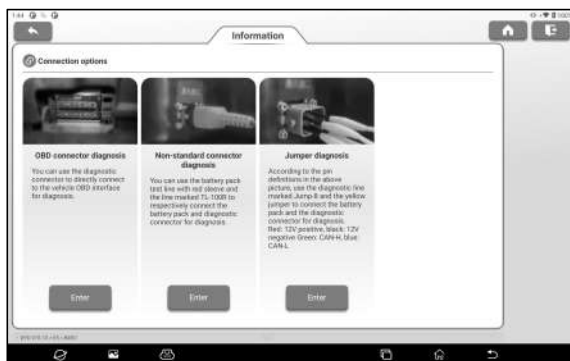 1:44
Information
Connection options
OBD connector diagnosis
You can use the diagnostic
connector to directly connect
to the vehicle OBD interface
for diagnosis.
Enter
Non-standard connector
diagnosis
You can use the battery pack
test line with red sleeve and
the line marked TL-100R to
respectively connect the
battery pack and diagnostic
connector for diagnosis.
Enter
Jumper diagnosis
According to the pin
definitions in the above
picture, use the diagnostic line
marked Jump-8 and the yellow
jumper to connect the battery
pack and the diagnostic
connector for diagnosis.
Red: 12V positive, black: 12V
negative Green: CAN-H, blue:
CAN-L
Enter